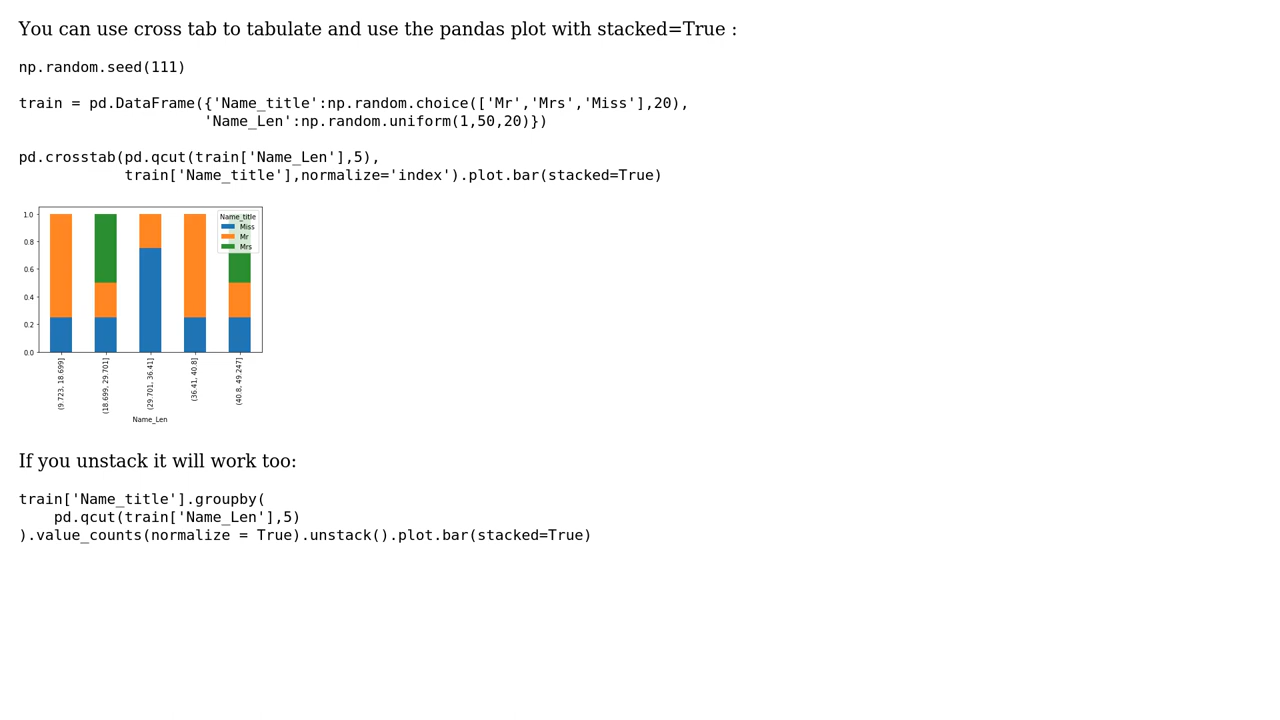 You can use cross tab to tabulate and use the pandas plot with stacked=True :
np.random.seed(111)
train = pd.DataFrame({'Name_title':np.random.choice(['Mr','Mrs','Miss'],20),
                     'Name_Len':np.random.uniform(1,50,20)})
pd.crosstab(pd.qcut(train['Name_Len'],5),
            train['Name_title'],normalize='index').plot.bar(stacked=True)
Name_title
Miss
Mr
Mrs
1.0
0.8
0.6
0.4
0.2
0.0
(9.723, 18.699]
(18.699, 29.701]
(29.701, 36.41]
(36.41, 40.8]
(40.8, 49.247]
Name_Len
If you unstack it will work too:
train['Name_title'].groupby(
    pd.qcut(train['Name_Len'],5)
).value_counts(normalize = True).unstack().plot.bar(stacked=True)